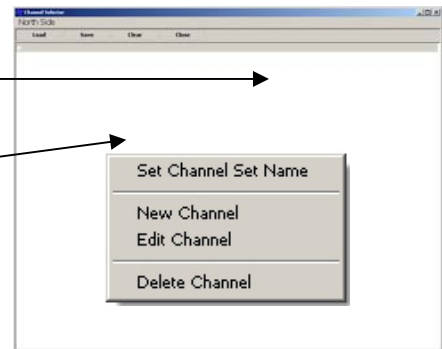 Channel Selector
North Side
Load Save Clear Close
Set Channel Set Name
New Channel
Edit Channel
Delete Channel